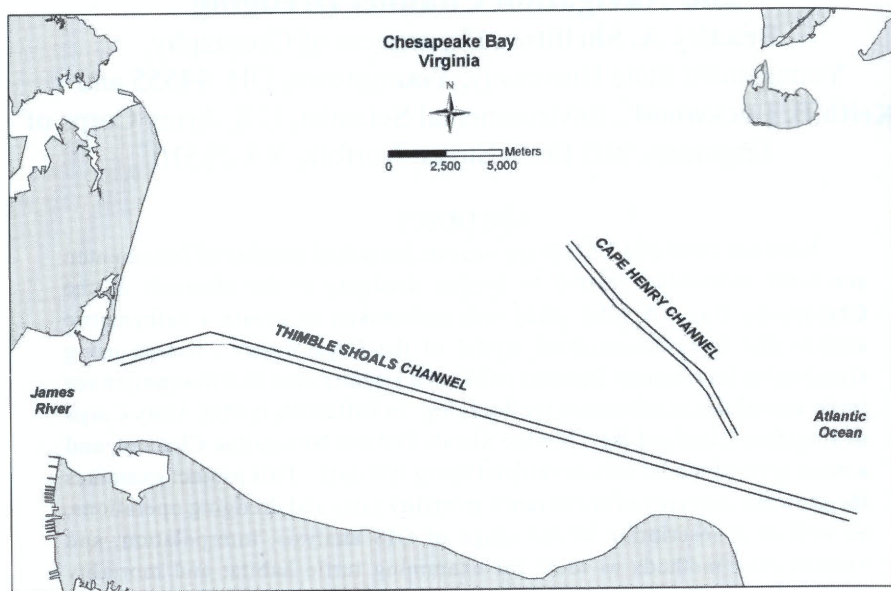 Chesapeake Bay
Virginia
N
Meters
0 2,500 5,000
CAPE HENRY CHANNEL
THIMBLE SHOALS CHANNEL
James
River
Atlantic
Ocean